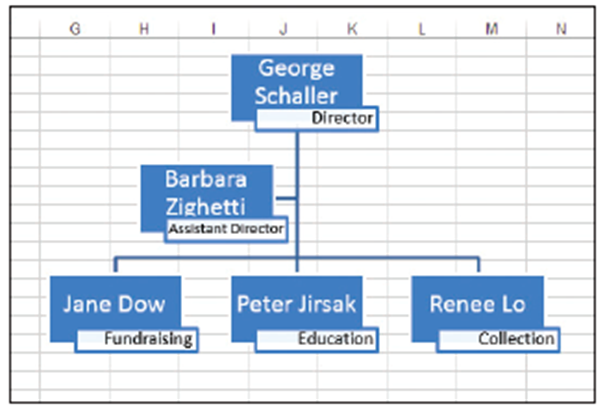 G H I J K L M N
George
Schaller
Director
Barbara
Zighetti
Assistant Director
Jane Dow Peter Jirsak Renee Lo
Fundraising Education Collection